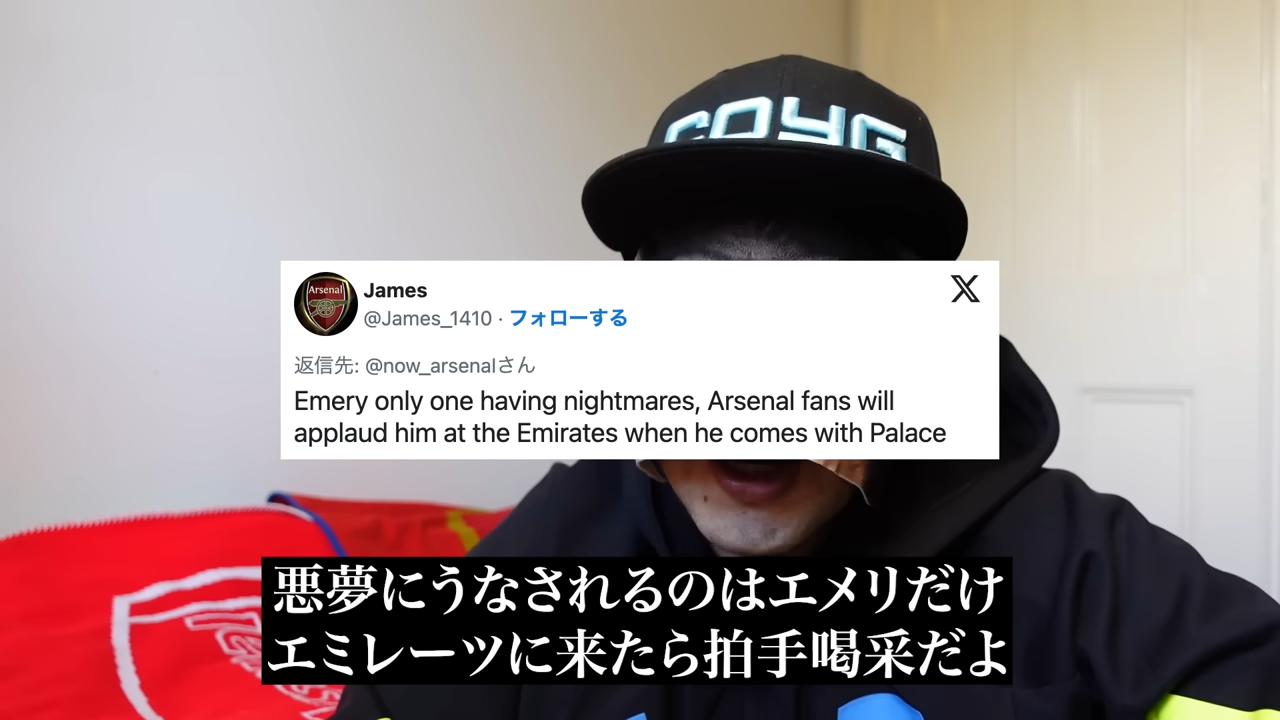 COYG
Arsenal
James
@James_1410 · フォローする
返信先: @now_arsenalさん
Emery only one having nightmares, Arsenal fans will
applaud him at the Emirates when he comes with Palace
悪夢にうなされるのはエメリだけ
エミレーツに来たら拍手喝采だよ